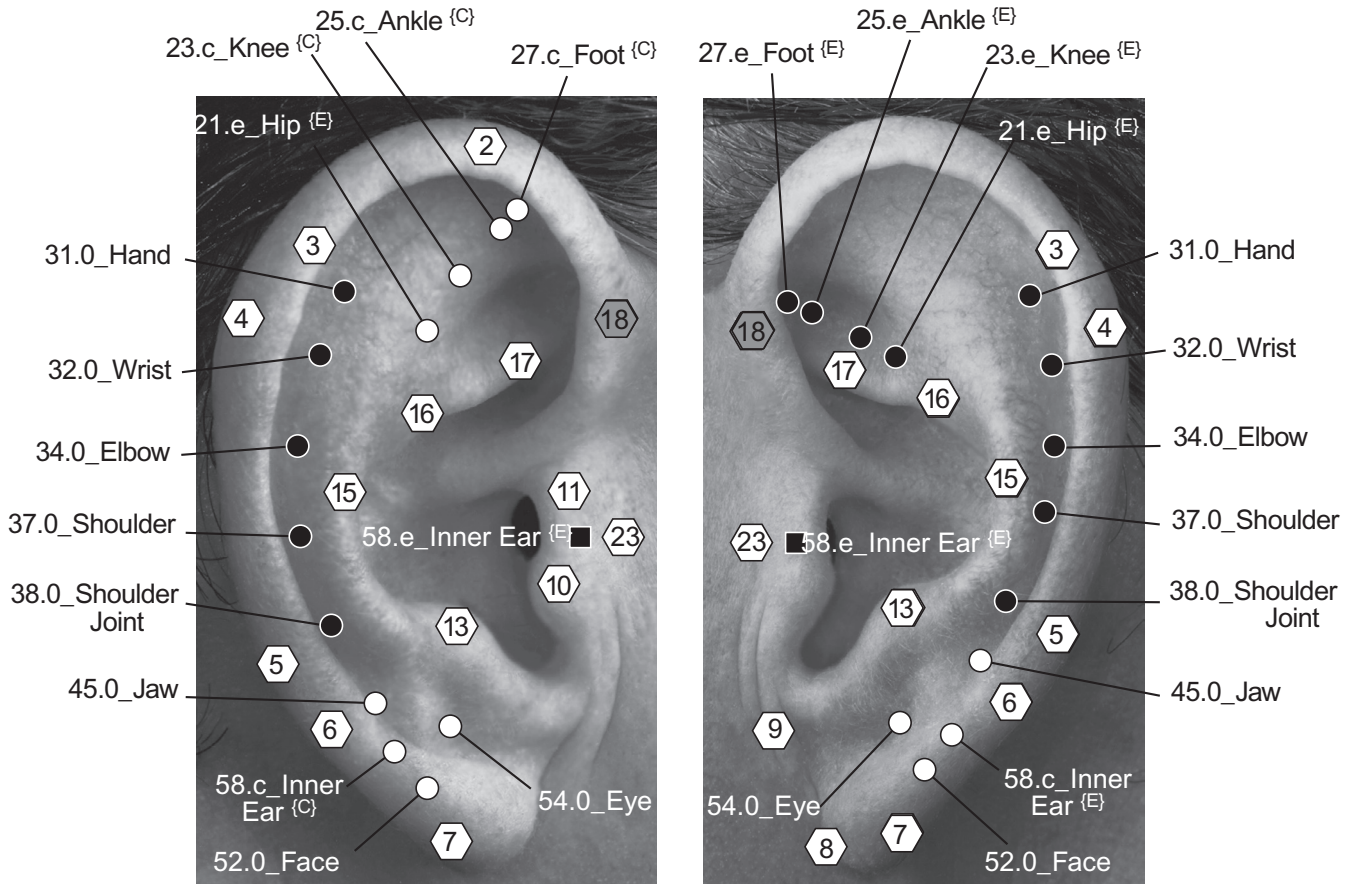 25.c_Ankle {C}
23.c_Knee {C}
27.c_Foot {C}
21.e_Hip {E}
2
3
31.0_Hand
4
18
32.0_Wrist
17
16
34.0_Elbow
15
11
37.0_Shoulder
58.e_Inner Ear {E}
23
10
38.0_Shoulder
Joint
13
5
45.0_Jaw
6
58.c_Inner
Ear {C}
54.0_Eye
7
52.0_Face
25.e_Ankle {E}
27.e_Foot {E}
23.e_Knee {E}
21.e_Hip {E}
3
31.0_Hand
18
4
32.0_Wrist
17
16
34.0_Elbow
15
37.0_Shoulder
23
58.e_Inner Ear {E}
38.0_Shoulder
Joint
13
5
45.0_Jaw
6
9
58.c_Inner
Ear {E}
54.0_Eye
7
8
52.0_Face